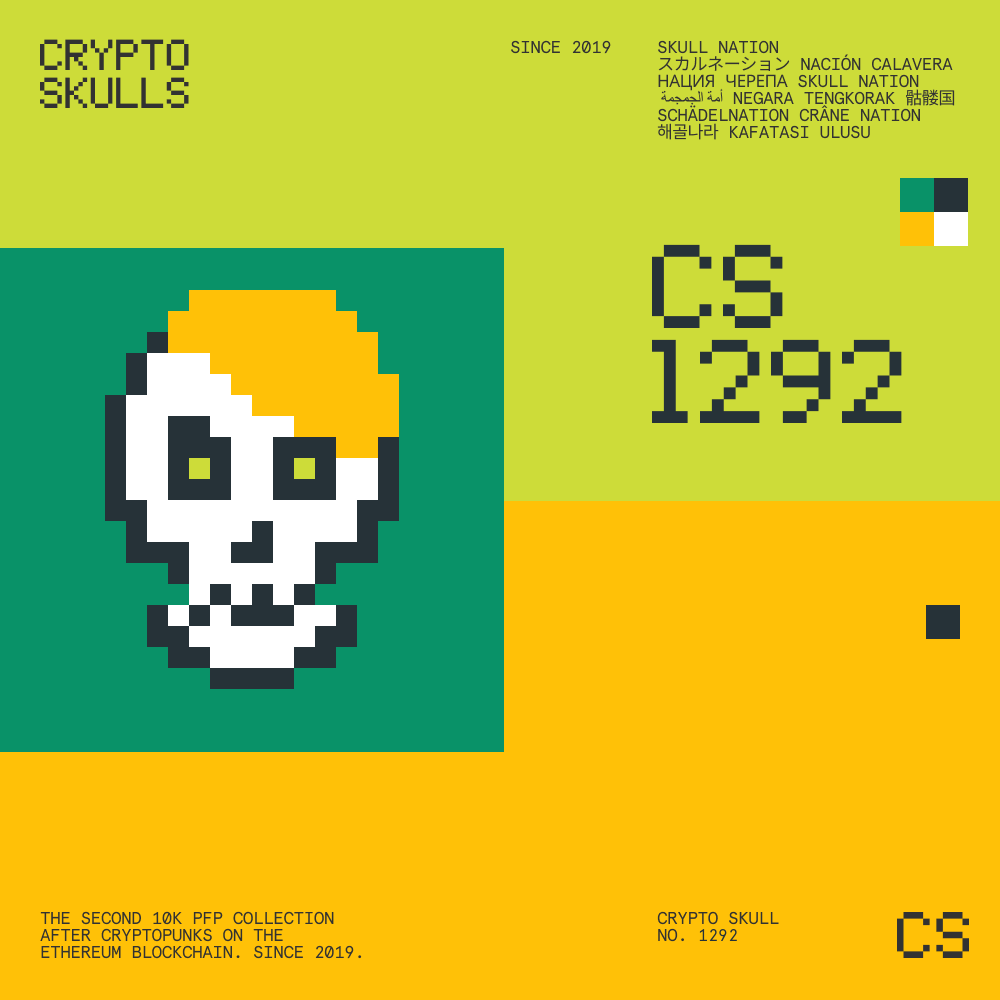 CRYPTO
SKULLS
SINCE 2019
SKULL NATION
スカルネーション NACIÓN CALAVERA
НАЦИЯ ЧЕРЕПА SKULL NATION
أمة الجمجمة NEGARA TENGKORAK 骷髅国
SCHÄDELNATION CRÂNE NATION
해골나라 KAFATASI ULUSU
CS
1292
THE SECOND 10K PFP COLLECTION
AFTER CRYPTOPUNKS ON THE
ETHEREUM BLOCKCHAIN. SINCE 2019.
CRYPTO SKULL
NO. 1292
CS